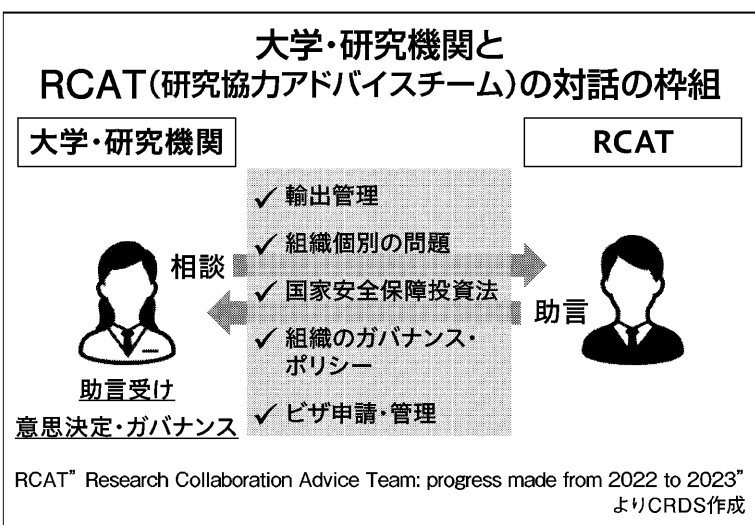 大学・研究機関と
RCAT(研究協力アドバイスチーム)の対話の枠組
大学・研究機関
RCAT
✓ 輸出管理
✓ 組織個別の問題
相談
✓ 国家安全保障投資法
助言
✓ 組織のガバナンス・
ポリシー
✓ ビザ申請・管理
助言受け
意思決定・ガバナンス
RCAT” Research Collaboration Advice Team: progress made from 2022 to 2023”
よりCRDS作成